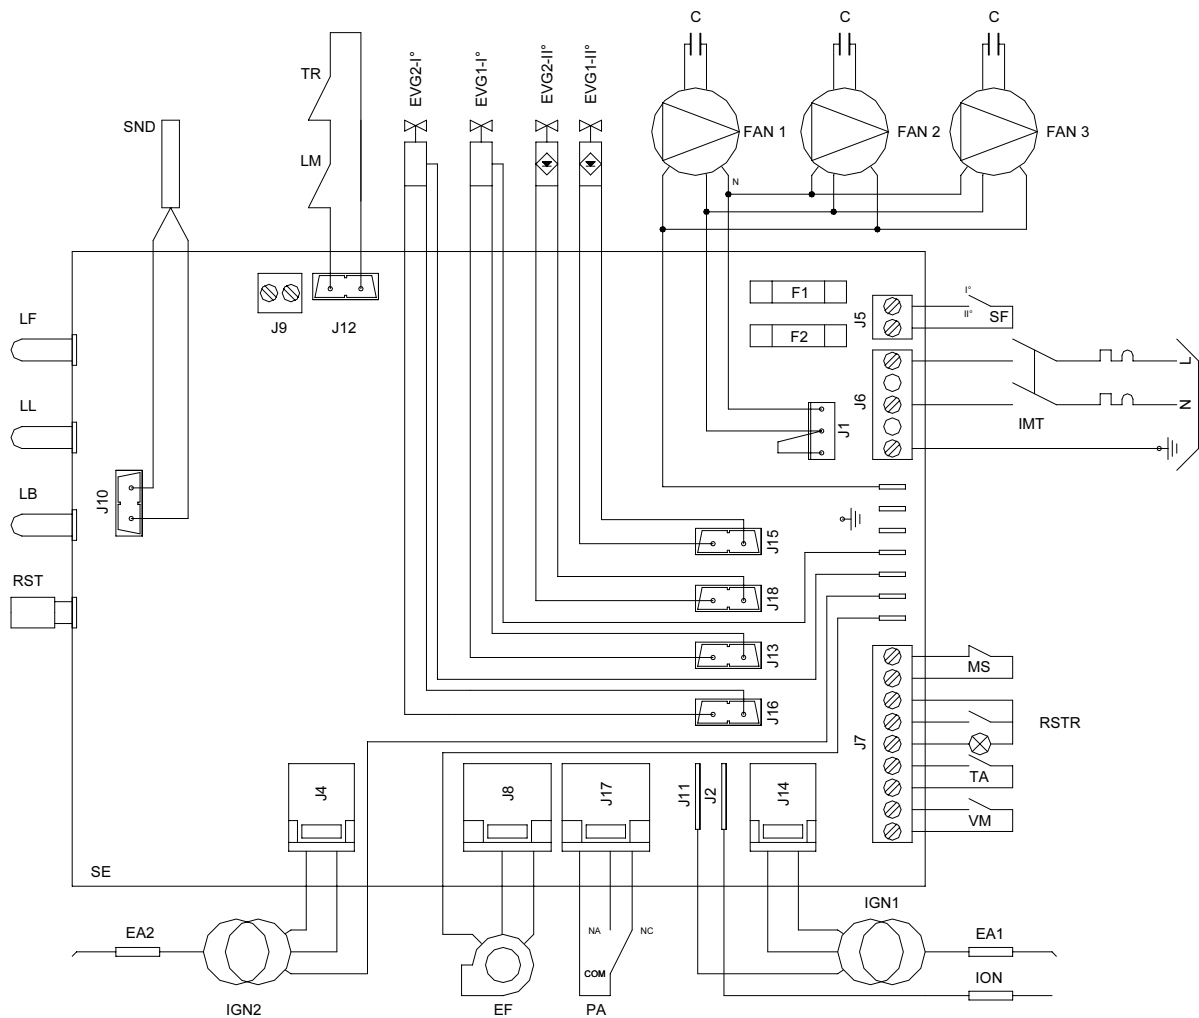 C
C
C
TR
EVG2-I°
EVG1-I°
EVG2-II°
EVG1-II°
SND
FAN 1
FAN 2
FAN 3
LM
N
F1
I°
II°
SF
J5
J9
J12
LF
F2
L
J6
N
IMT
LL
J1
LB
J10
J15
RST
J18
J13
MS
J16
J7
RSTR
TA
J4
J8
J17
J11
J2
J14
VM
SE
IGN1
EA2
NA
NC
EA1
COM
ION
IGN2
EF
PA